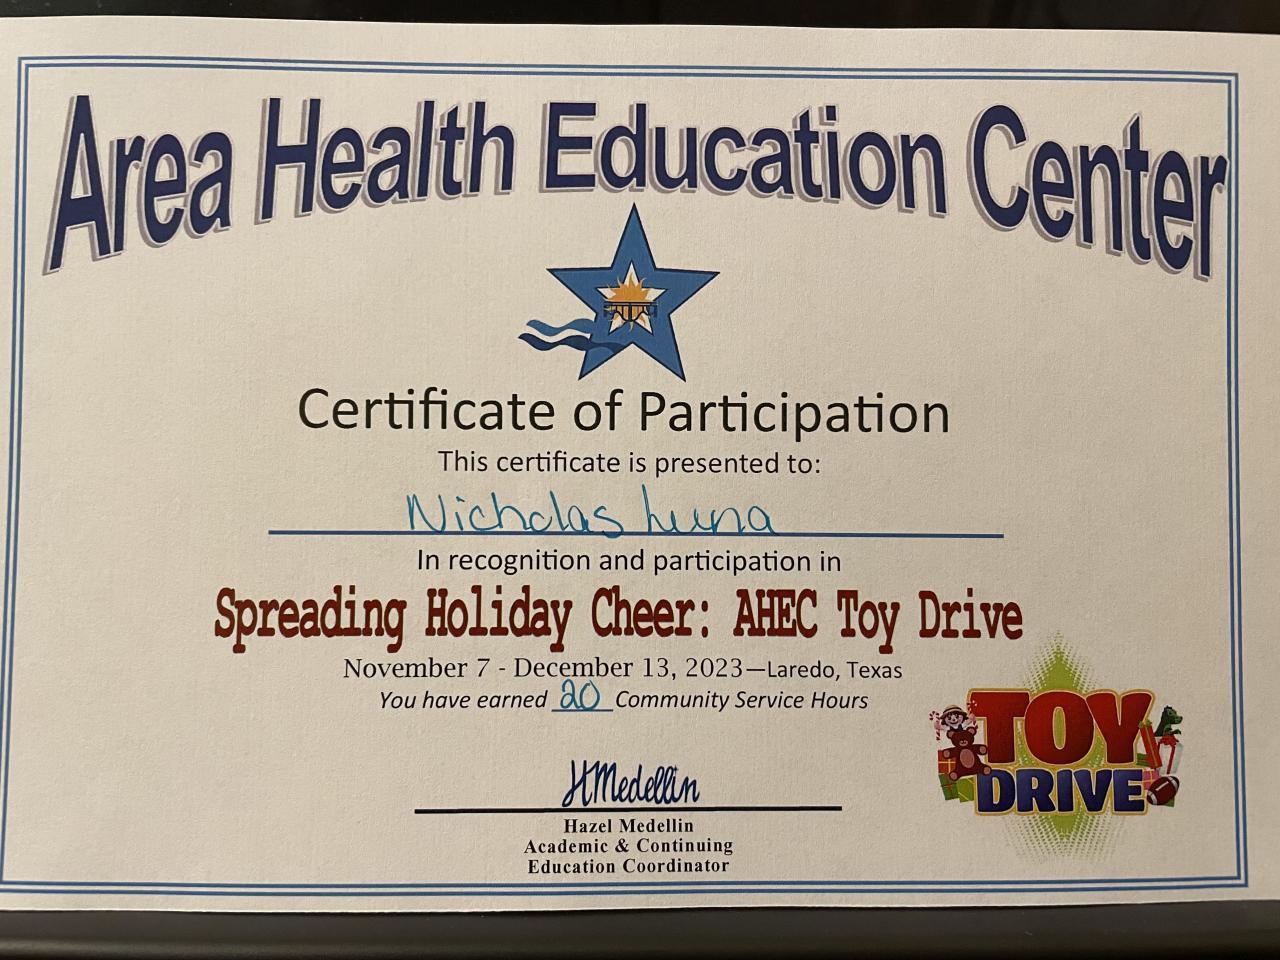 Area Health Education Center
Certificate of Participation
This certificate is presented to:
Nicholas Luna
In recognition and participation in
Spreading Holiday Cheer: AHEC Toy Drive
November 7 - December 13, 2023—Laredo, Texas
You have earned 20 Community Service Hours
TOY
DRIVE
HMedellin
Hazel Medellin
Academic & Continuing
Education Coordinator